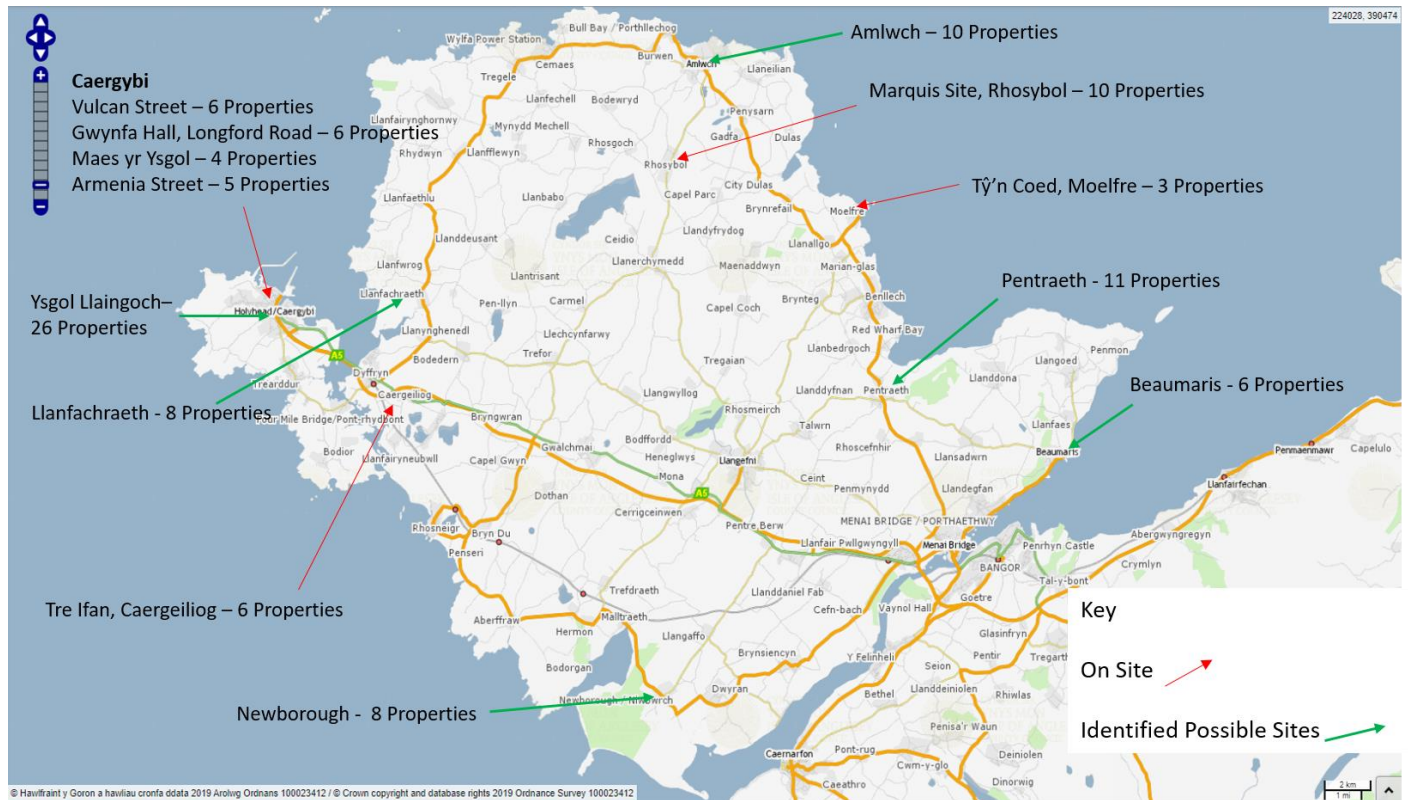 224028, 390474
Caergybi
Vulcan Street – 6 Properties
Gwynfa Hall, Longford Road – 6 Properties
Maes yr Ysgol – 4 Properties
Armenia Street – 5 Properties
Amlwch – 10 Properties
Marquis Site, Rhosybol – 10 Properties
Tŷ’n Coed, Moelfre – 3 Properties
Pentraeth - 11 Properties
Beaumaris - 6 Properties
Ysgol Llaingoch–
26 Properties
Llanfachraeth - 8 Properties
Tre Ifan, Caergeiliog – 6 Properties
Newborough - 8 Properties
Key
On Site
Identified Possible Sites
Bull Bay / Porthllechog
Wylfa Power Station
Burwen
Amlwch
Cemaes
Llaneilian
Tregele
Llanfechell
Bodewryd
Penysarn
Llanfairynghornwy
Mynydd Mechell
Gadfa
Dulas
Rhosgoch
Rhydwyn
Llanfflewyn
Rhosybol
City Dulas
Llanfaethlu
Llanbabo
Capel Parc
Brynrefail
Moelfre
Llanddeusant
Ceidio
Llandyfrydog
Llanallgo
Llanfwrog
Llantrisant
Llanerchymedd
Maenaddwyn
Marian-glas
Llanfachraeth
Pen-llyn
Carmel
Capel Coch
Brynteg
Benllech
Holyhead/Caergybi
Llanynghenedl
Llechcynfarwy
Red Wharf Bay
A5
Bodedern
Trefor
Tregaian
Llanbedrgoch
Penmon
Llangoed
Trearddur
Dyffryn
Caergeiliog
Llangwyllog
Llanddyfnan
Pentraeth
Llanddona
Four Mile Bridge/Pont-rhydbont
Bryngwran
Rhosmeirch
Talwrn
Llanfaes
Bodior
Llanfairyneubwll
Capel Gwyn
Gwalchmai
Bodffordd
Heneglwys
Llangefni
Rhoscefnhir
Llansadwrn
Beaumaris
Penmaenmawr
Capelulo
Mona
Ceint
Penmynydd
Llandegfan
Llanfairfechan
A5
Dothan
Cerrigceinwen
Pentre Berw
MENAI BRIDGE / PORTHAETHWY
Rhosneigr
Bryn Du
Penseri
Llanfair Pwllgwyngyll
Menai Bridge
Penrhyn Castle
Abergwyngregyn
BANGOR
Crymlyn
Tal-y-bont
Trefdraeth
Llanddaniel Fab
Goetre
Aberffraw
Malltraeth
Cefn-bach
Vaynol Hall
Hermon
Llangaffo
Glasinfryn
Bodorgan
Brynsiencyn
Y Felinheli
Pentir
Tregarth
Seion
Newborough / Niwbwrch
Dwyran
Bethel
Llanddeiniolen
Rhiwlas
Penisa'r Waun
Caernarfon
Pont-rug
Deiniolen
Cwm-y-glo
Caeathro
Dinorwig
2 km
1 mi
© Hawlfraint y Goron a hawliau cronfa ddata 2019 Arolwg Ordnans 100023412 / © Crown copyright and database rights 2019 Ordnance Survey 100023412